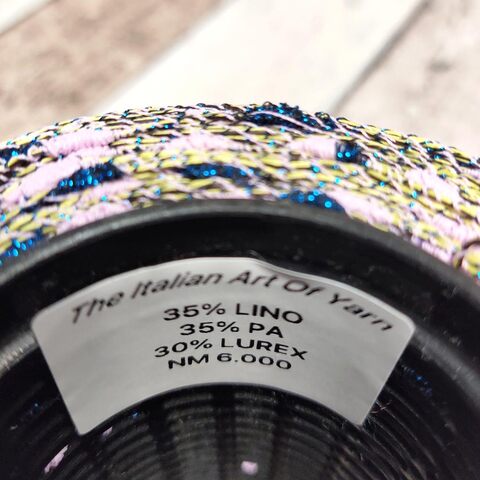 The Italian Art Of Yarn
35% LINO
35% PA
30% LUREX
NM 6.000